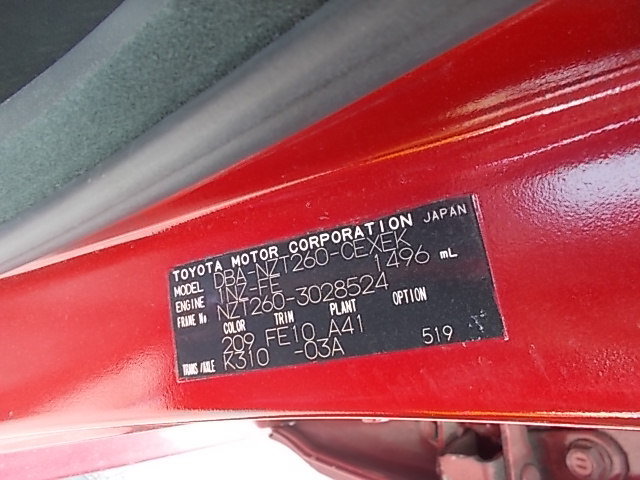 TOYOTA MOTOR CORPORATION JAPAN
MODEL DBA-NZT260-CEXEK
ENGINE 1NZ-FE 1496 mL
FRAME No NZT260-3028524
COLOR TRIM PLANT OPTION
209 FE10 A41
TRANS/AXLE K310 -03A 519